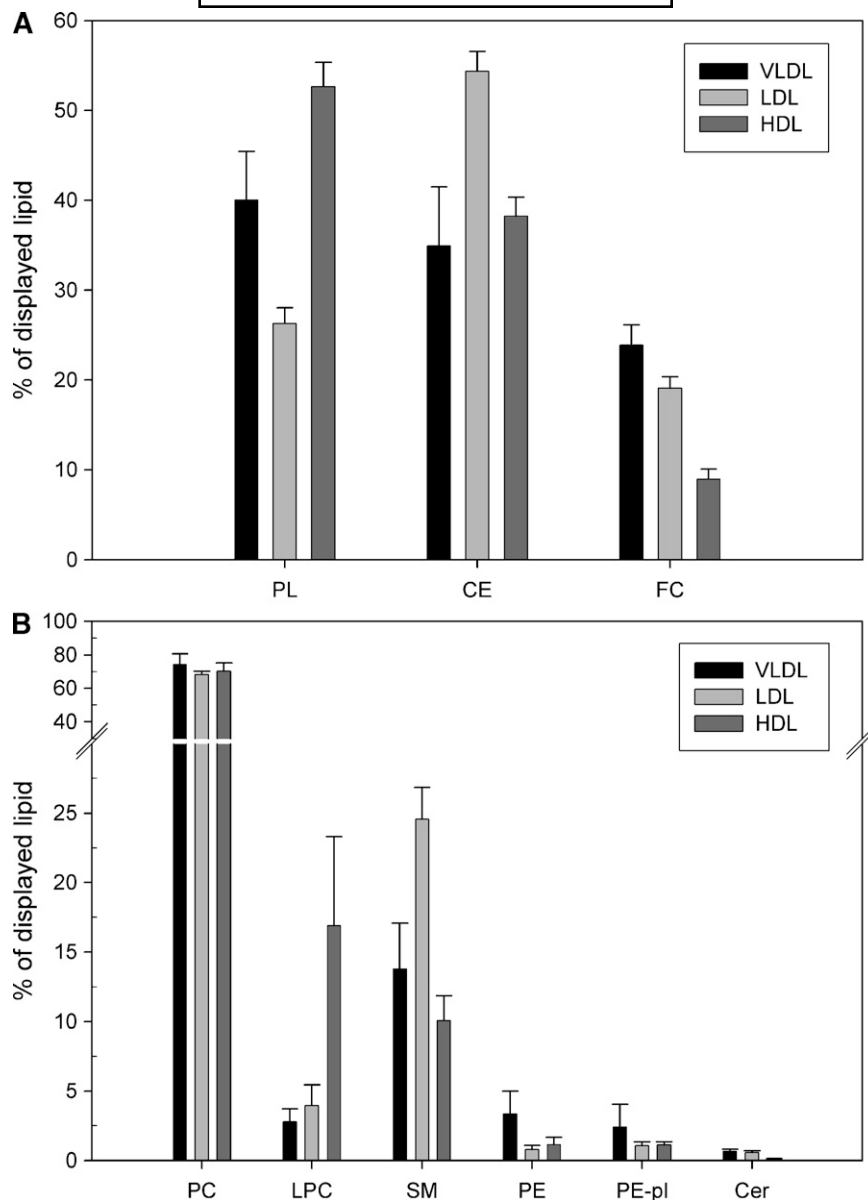 A
60
50
40
30
20
10
0
% of displayed lipid
VLDL
LDL
HDL
PL CE FC
B
100
80
60
40
25
20
15
10
5
0
% of displayed lipid
VLDL
LDL
HDL
PC LPC SM PE PE-pl Cer